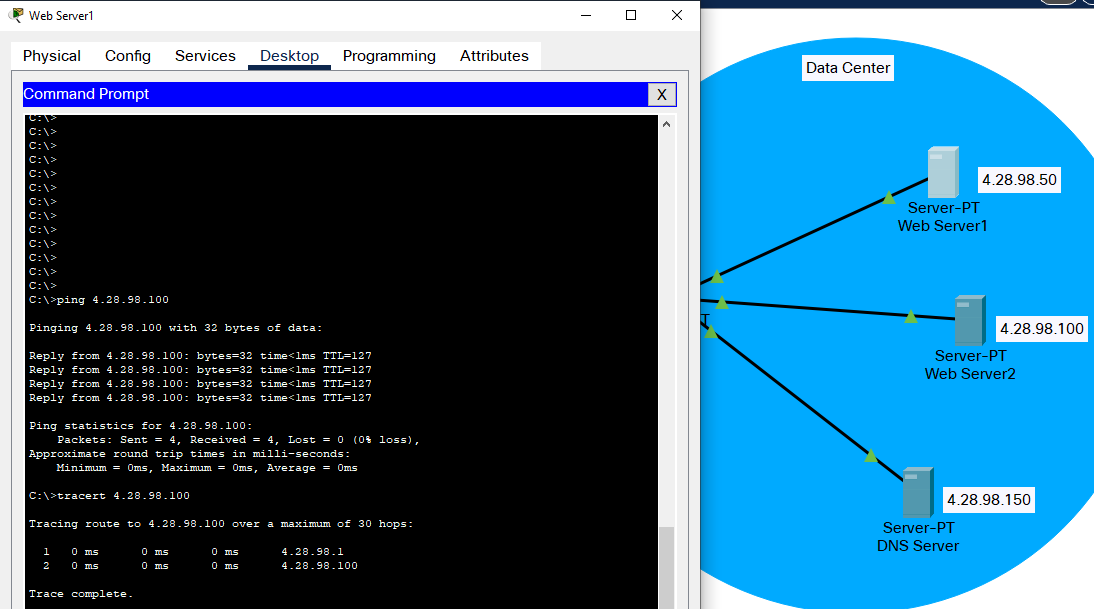 Web Server1
Physical Config Services Desktop Programming Attributes
Command Prompt
X
C:\>
C:\>
C:\>
C:\>
C:\>
C:\>
C:\>
C:\>
C:\>
C:\>
C:\>
C:\>
C:\>
C:\>ping 4.28.98.100
Pinging 4.28.98.100 with 32 bytes of data:
Reply from 4.28.98.100: bytes=32 time<1ms TTL=127
Reply from 4.28.98.100: bytes=32 time<1ms TTL=127
Reply from 4.28.98.100: bytes=32 time<1ms TTL=127
Reply from 4.28.98.100: bytes=32 time<1ms TTL=127
Ping statistics for 4.28.98.100:
Packets: Sent = 4, Received = 4, Lost = 0 (0% loss),
Approximate round trip times in milli-seconds:
Minimum = 0ms, Maximum = 0ms, Average = 0ms
C:\>tracert 4.28.98.100
Tracing route to 4.28.98.100 over a maximum of 30 hops:
1 0 ms 0 ms 0 ms 4.28.98.1
2 0 ms 0 ms 0 ms 4.28.98.100
Trace complete.
Data Center
4.28.98.50
Server-PT
Web Server1
T
4.28.98.100
Server-PT
Web Server2
4.28.98.150
Server-PT
DNS Server